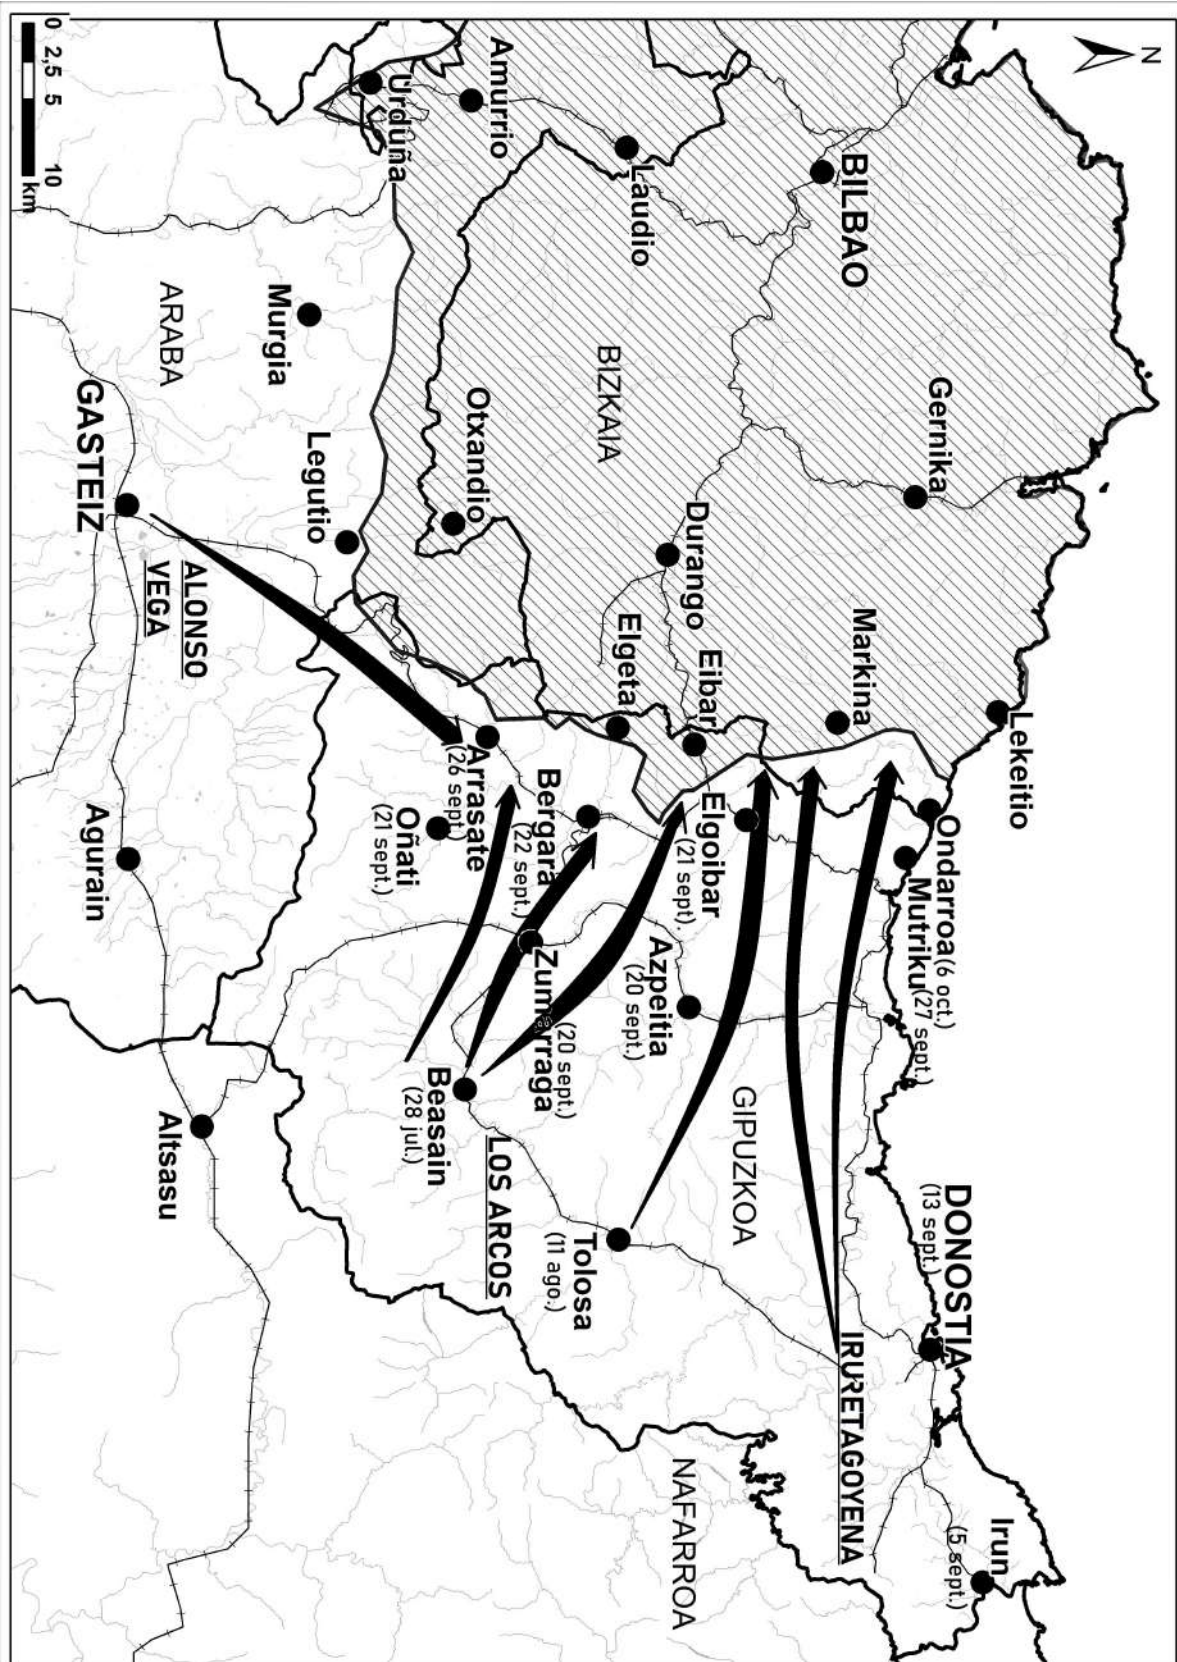 N
BILBAO
Gernika
Lekeitio
Markina
Ondarroa(6 oct.)
Mutriku(27 sept.)
DONOSTIA
(13 sept.)
Irun
(5 sept.)
Laudio
Amurrio
Urduña
BIZKAIA
Durango
Eibar
Elgeta
Elgoibar
(21 sept).
Azpeitia
(20 sept.)
GIPUZKOA
IRURETAGOYENA
Otxandio
Bergara
(22 sept.)
Zumarraga
(20 sept.)
Tolosa
(11 ago.)
NAFARROA
Murgia
Legutio
Arrasate
(26 sept.)
Oñati
(21 sept.)
Beasain
(28 jul.)
LOS ARCOS
ARABA
GASTEIZ
ALONSO
VEGA
Agurain
Altsasu
0 2,5 5 10
km